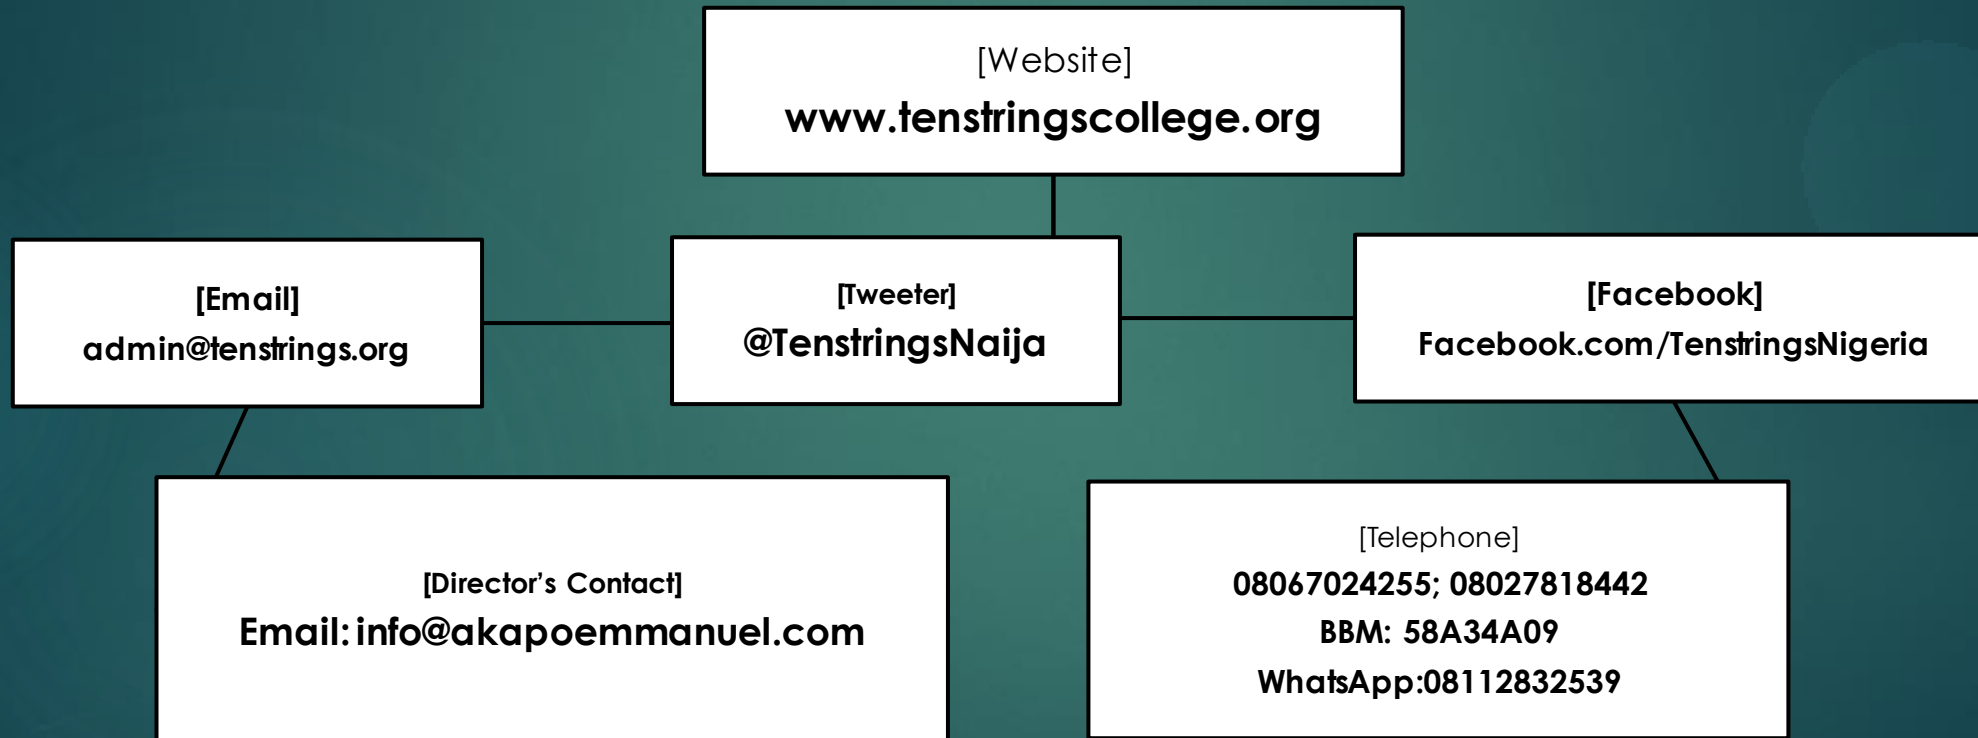 [Website]
www.tenstringscollege.org
[Email]
admin@tenstrings.org
[Tweeter]
@TenstringsNaija
[Facebook]
Facebook.com/TenstringsNigeria
[Director’s Contact]
Email: info@akapoemmanuel.com
[Telephone]
08067024255; 08027818442
BBM: 58A34A09
WhatsApp:08112832539